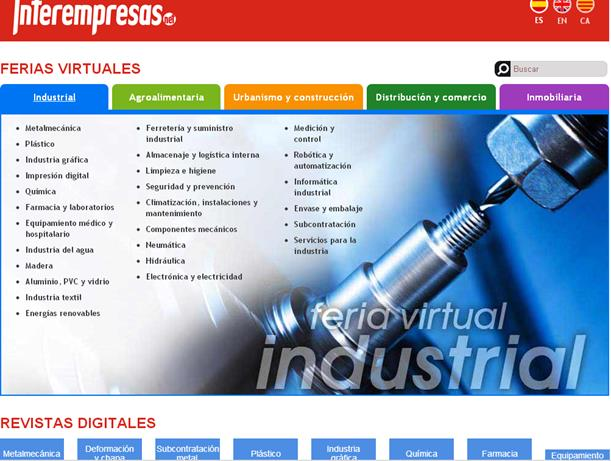 Interempresas.net
ES EN CA
FERIAS VIRTUALES
Buscar
Industrial
Agroalimentaria
Urbanismo y construcción
Distribución y comercio
Inmobiliaria
Metalmecánica
Plástico
Industria gráfica
Impresión digital
Química
Farmacia y laboratorios
Equipamiento médico y
hospitalario
Industria del agua
Madera
Aluminio, PVC y vidrio
Industria textil
Energías renovables
Ferretería y suministro
industrial
Almacenaje y logística interna
Limpieza e higiene
Seguridad y prevención
Climatización, instalaciones y
mantenimiento
Componentes mecánicos
Neumática
Hidráulica
Electrónica y electricidad
Medición y
control
Robótica y
automatización
Informática
industrial
Envase y embalaje
Subcontratación
Servicios para la
industria
feria virtual
industrial
REVISTAS DIGITALES
Metalmecánica
Deformación
y chapa
Subcontratación
metal
Plástico
Industria
gráfica
Química
Farmacia
Equipamiento